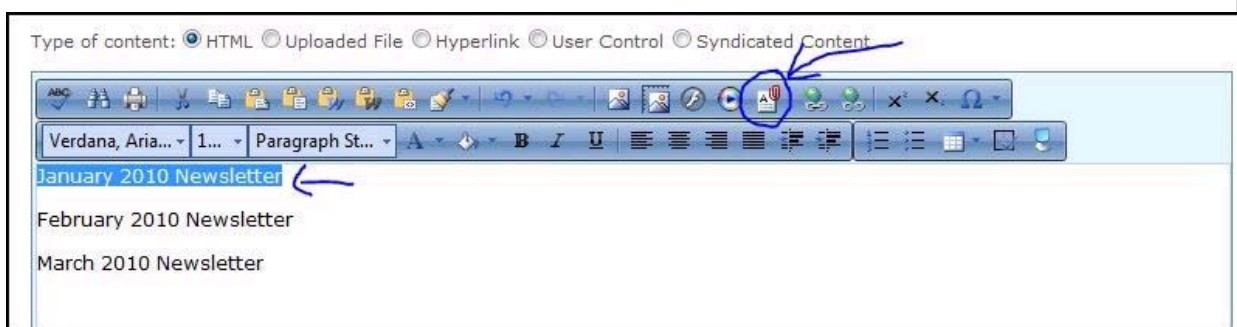 Type of content: HTML Uploaded File Hyperlink User Control Syndicated Content
ABC
Verdana, Aria... 1... Paragraph St... A B I U
January 2010 Newsletter
February 2010 Newsletter
March 2010 Newsletter